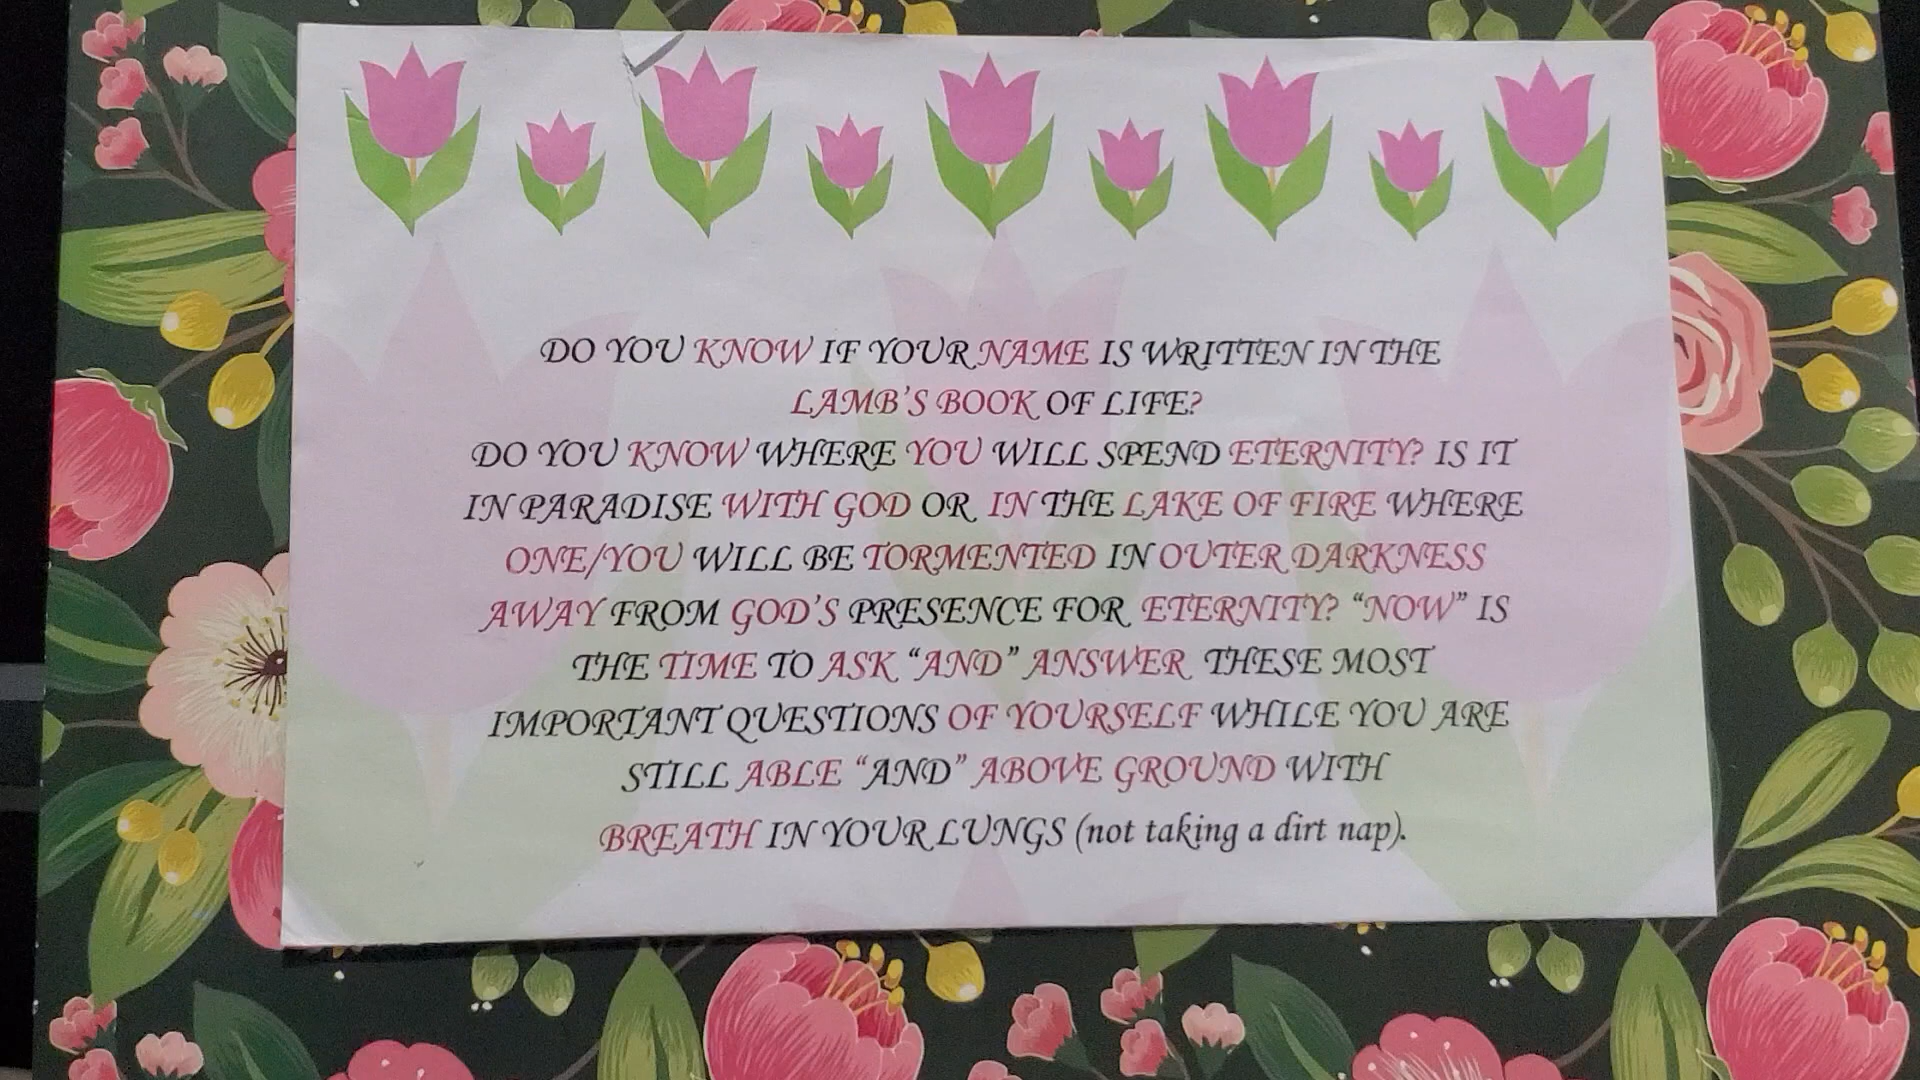 DO YOU KNOW IF YOUR NAME IS WRITTEN IN THE
LAMB'S BOOK OF LIFE?
DO YOU KNOW WHERE YOU WILL SPEND ETERNITY? IS IT
IN PARADISE WITH GOD OR IN THE LAKE OF FIRE WHERE
ONE/YOU WILL BE TORMENTED IN OUTER DARKNESS
AWAY FROM GOD'S PRESENCE FOR ETERNITY? “NOW” IS
THE TIME TO ASK “AND” ANSWER THESE MOST
IMPORTANT QUESTIONS OF YOURSELF WHILE YOU ARE
STILL ABLE “AND” ABOVE GROUND WITH
BREATH IN YOUR LUNGS (not taking a dirt nap).